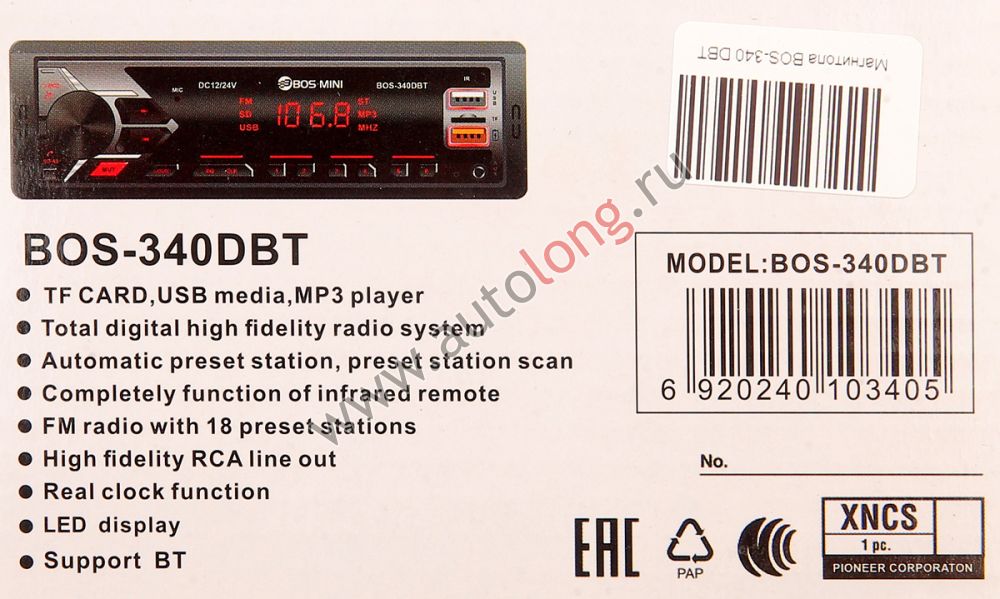 DC12/24V
BOS-MINI
BOS-340DBT
IR
MIC
FM
SD
USB
106.8
ST
MP3
MHZ
USB
TF
Магнитола BOS-340 DBT
www.autolong.ru
BOS-340DBT
TF CARD,USB media,MP3 player
Total digital high fidelity radio system
Automatic preset station, preset station scan
Completely function of infrared remote
FM radio with 18 preset stations
High fidelity RCA line out
Real clock function
LED display
Support BT
MODEL:BOS-340DBT
6 920240 103405
No.
EAC
PAP
XNCS
1 pc.
PIONEER CORPORATON